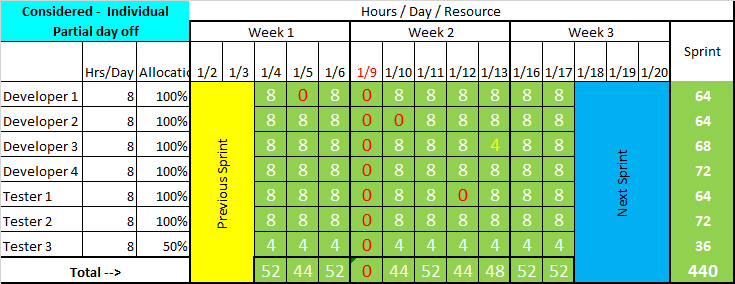 Considered - Individual Partial day off Hours / Day / Resource
Week 1 Week 2 Week 3 Sprint
Hrs/Day Allocatio 1/2 1/3 1/4 1/5 1/6 1/9 1/10 1/11 1/12 1/13 1/16 1/17 1/18 1/19 1/20
Previous Sprint
Next Sprint
Developer 1 8 100% 8 0 8 0 8 8 8 8 8 8 64
Developer 2 8 100% 8 8 8 0 0 8 8 8 8 8 64
Developer 3 8 100% 8 8 8 0 8 8 8 4 8 8 68
Developer 4 8 100% 8 8 8 0 8 8 8 8 8 8 72
Tester 1 8 100% 8 8 8 0 8 8 0 8 8 8 64
Tester 2 8 100% 8 8 8 0 8 8 8 8 8 8 72
Tester 3 8 50% 4 4 4 0 4 4 4 4 4 4 36
Total --> 52 44 52 0 44 52 44 48 52 52 440